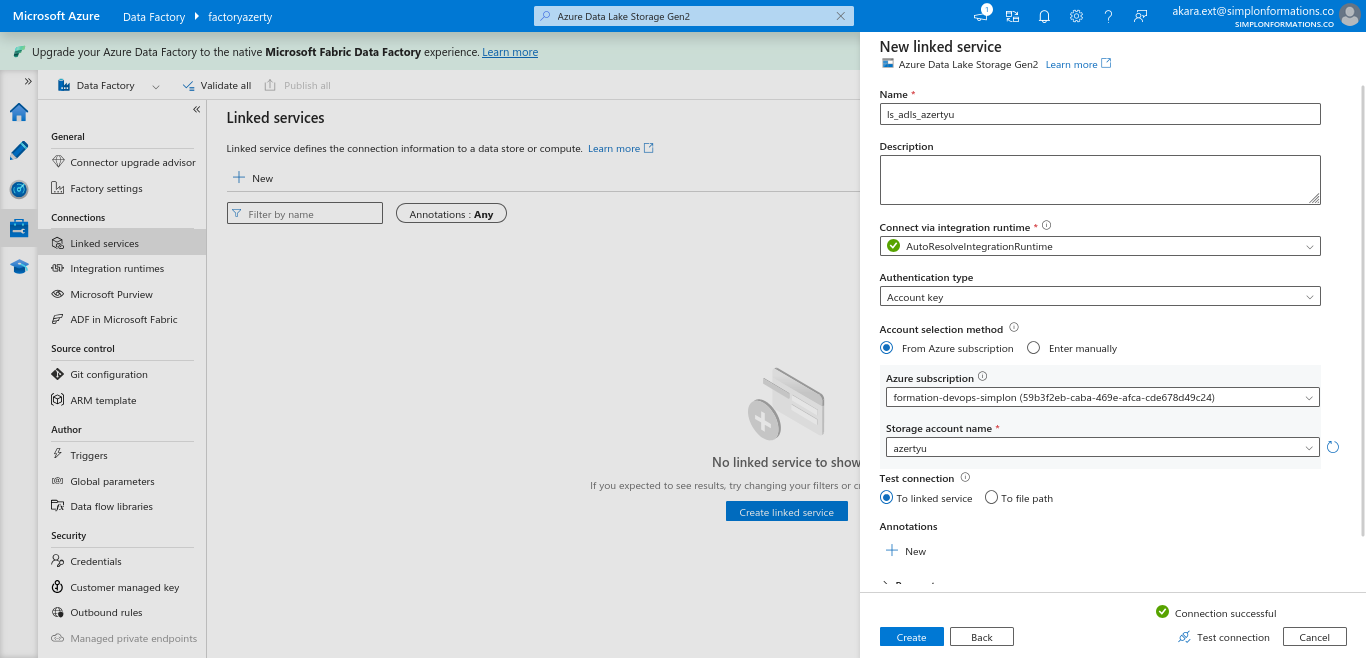 Microsoft Azure
Data Factory
factoryazerty
Azure Data Lake Storage Gen2
1
akara.ext@simplonformations.co
SIMPLONFORMATIONS.CO
Upgrade your Azure Data Factory to the native Microsoft Fabric Data Factory experience. Learn more
Data Factory
Validate all
Publish all
General
Connector upgrade advisor
Factory settings
Connections
Linked services
Integration runtimes
Microsoft Purview
ADF in Microsoft Fabric
Source control
Git configuration
ARM template
Author
Triggers
Global parameters
Data flow libraries
Security
Credentials
Customer managed key
Outbound rules
Managed private endpoints
Linked services
Linked service defines the connection information to a data store or compute. Learn more
New
Filter by name
Annotations : Any
No linked service to show
If you expected to see results, try changing your filters or
Create linked service
New linked service
Azure Data Lake Storage Gen2 Learn more
Name *
ls_adls_azertyu
Description
Connect via integration runtime *
AutoResolveIntegrationRuntime
Authentication type
Account key
Account selection method
From Azure subscription
Enter manually
Azure subscription
formation-devops-simplon (59b3f2eb-caba-469e-afca-cde678d49c24)
Storage account name *
azertyu
Test connection
To linked service
To file path
Annotations
New
Connection successful
Create
Back
Test connection
Cancel